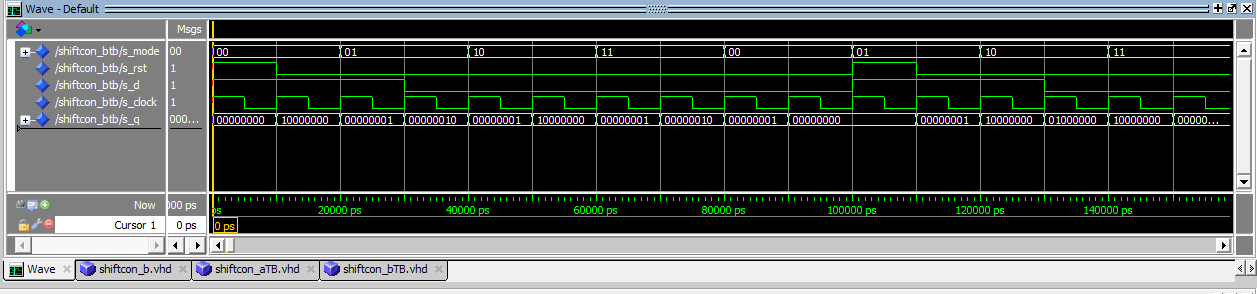 Wave - Default
Msgs
/shiftcon_btb/s_mode 00 00 01 10 11 00 01 10 11
/shiftcon_btb/s_rst 1
/shiftcon_btb/s_d 1
/shiftcon_btb/s_clock 1
/shiftcon_btb/s_q 000... 00000000 10000000 00000001 00000010 00000001 10000000 00000001 00000010 00000001 00000000 00000001 10000000 01000000 10000000 00000...
Now 000 ps ps 20000 ps 40000 ps 60000 ps 80000 ps 100000 ps 120000 ps 140000 ps
Cursor 1 0 ps 0 ps
Wave shiftcon_b.vhd shiftcon_aTB.vhd shiftcon_bTB.vhd